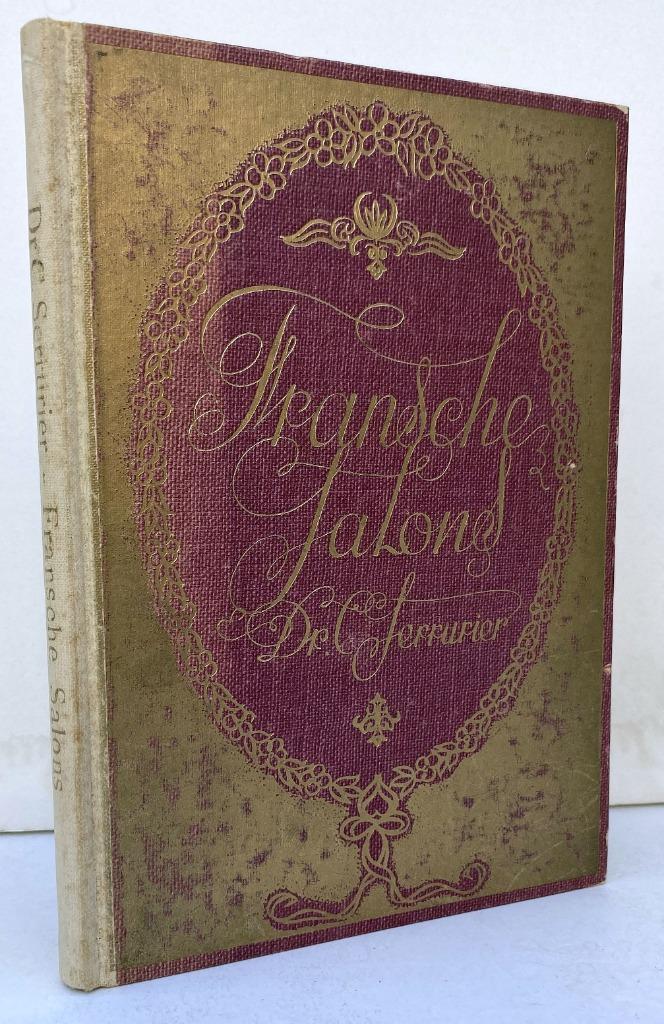 Fransche
Salons
Dr. C. Serrurier
Dr C. Serrurier - Fransche Salons